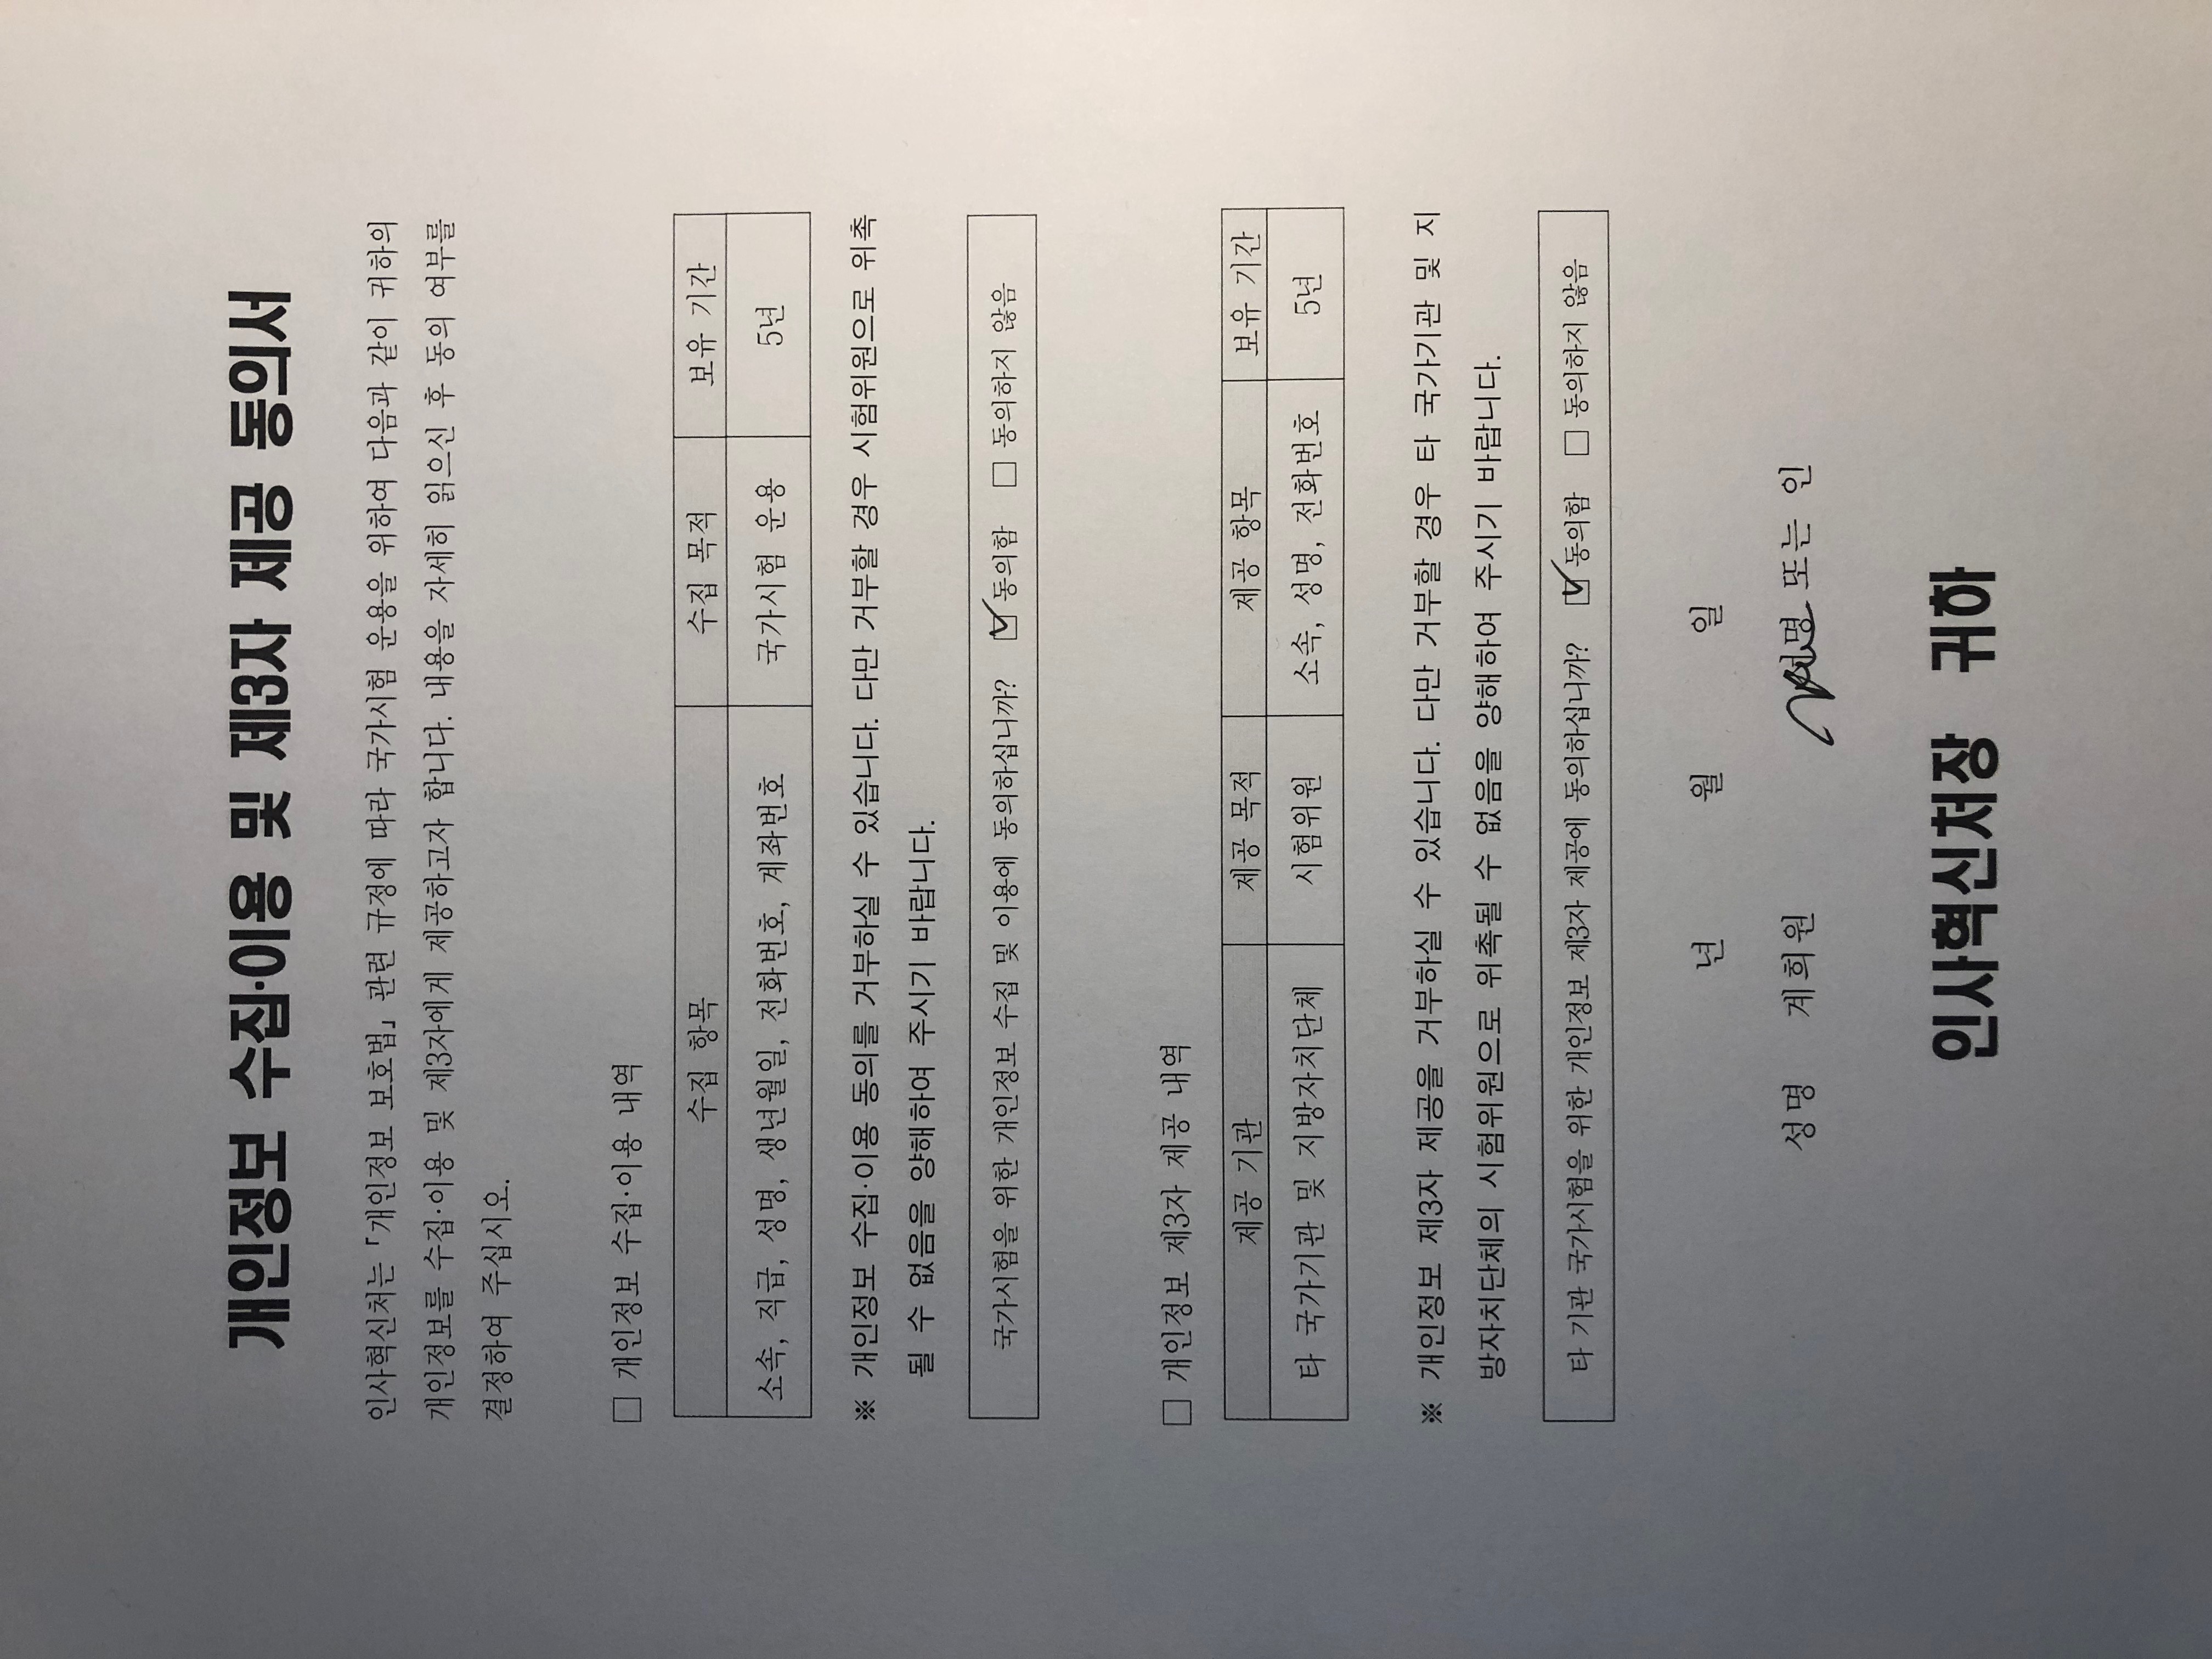 개인정보 수집·이용 및 제3자 제공 동의서
인사혁신처는 「개인정보 보호법」 관련 규정에 따라 국가시험 운용을 위하여 다음과 같이 귀하의
개인정보를 수집·이용 및 제3자에게 제공하고자 합니다. 내용을 자세히 읽으신 후 동의 여부를
결정하여 주십시오.
□ 개인정보 수집·이용 내역
수집 항목 수집 목적 보유 기간
소속, 직급, 성명, 생년월일, 전화번호, 계좌번호 국가시험 운용 5년
※ 개인정보 수집·이용 동의를 거부하실 수 있습니다. 다만 거부할 경우 시험위원으로 위촉
될 수 없음을 양해하여 주시기 바랍니다.
국가시험을 위한 개인정보 수집 및 이용에 동의하십니까? ☑ 동의함 □ 동의하지 않음
□ 개인정보 제3자 제공 내역
제공 기관 제공 목적 제공 항목 보유 기간
타 국가기관 및 지방자치단체 시험위원 소속, 성명, 전화번호 5년
※ 개인정보 제3자 제공을 거부하실 수 있습니다. 다만 거부할 경우 타 국가기관 및 지
방자치단체의 시험위원으로 위촉될 수 없음을 양해하여 주시기 바랍니다.
타 기관 국가시험을 위한 개인정보 제3자 제공에 동의하십니까? ☑ 동의함 □ 동의하지 않음
년 월 일
성명 계희원 서명 또는 인
인사혁신처장 귀하